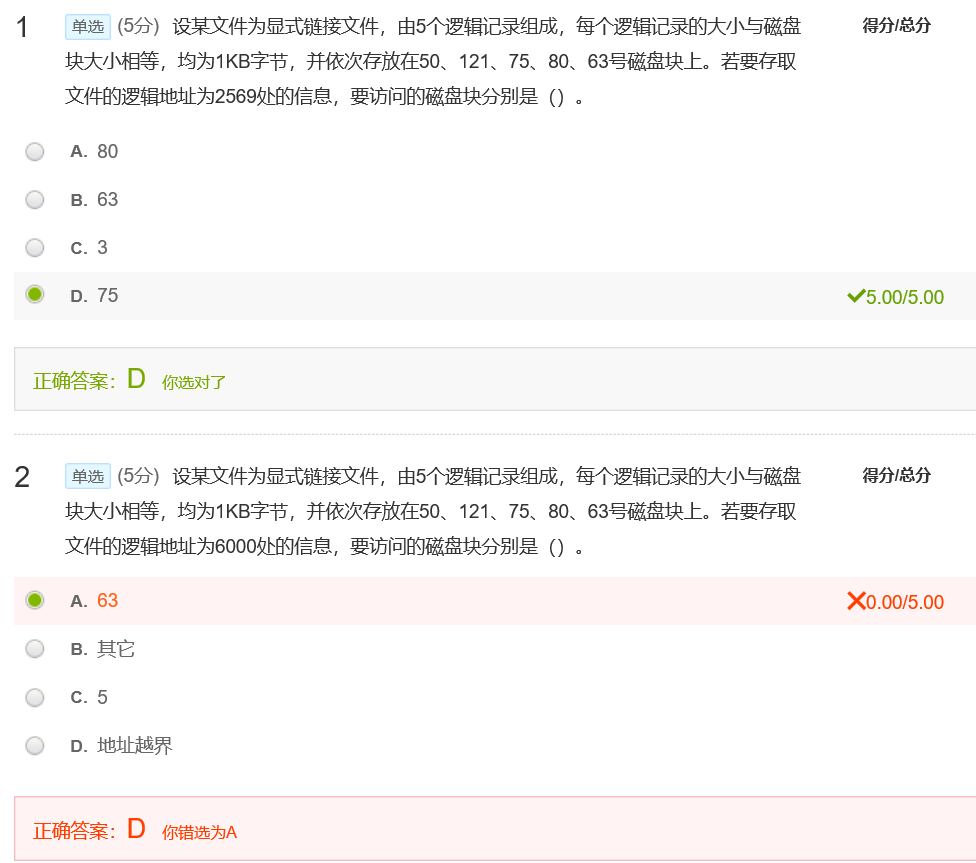 1 单选 (5分) 设某文件为显式链接文件，由5个逻辑记录组成，每个逻辑记录的大小与磁盘 得分/总分
块大小相等，均为1KB字节，并依次存放在50、121、75、80、63号磁盘块上。若要存取
文件的逻辑地址为2569处的信息，要访问的磁盘块分别是（）。
A. 80
B. 63
C. 3
D. 75 5.00/5.00
正确答案：D 你选对了
2 单选 (5分) 设某文件为显式链接文件，由5个逻辑记录组成，每个逻辑记录的大小与磁盘 得分/总分
块大小相等，均为1KB字节，并依次存放在50、121、75、80、63号磁盘块上。若要存取
文件的逻辑地址为6000处的信息，要访问的磁盘块分别是（）。
A. 63 0.00/5.00
B. 其它
C. 5
D. 地址越界
正确答案：D 你错选为A